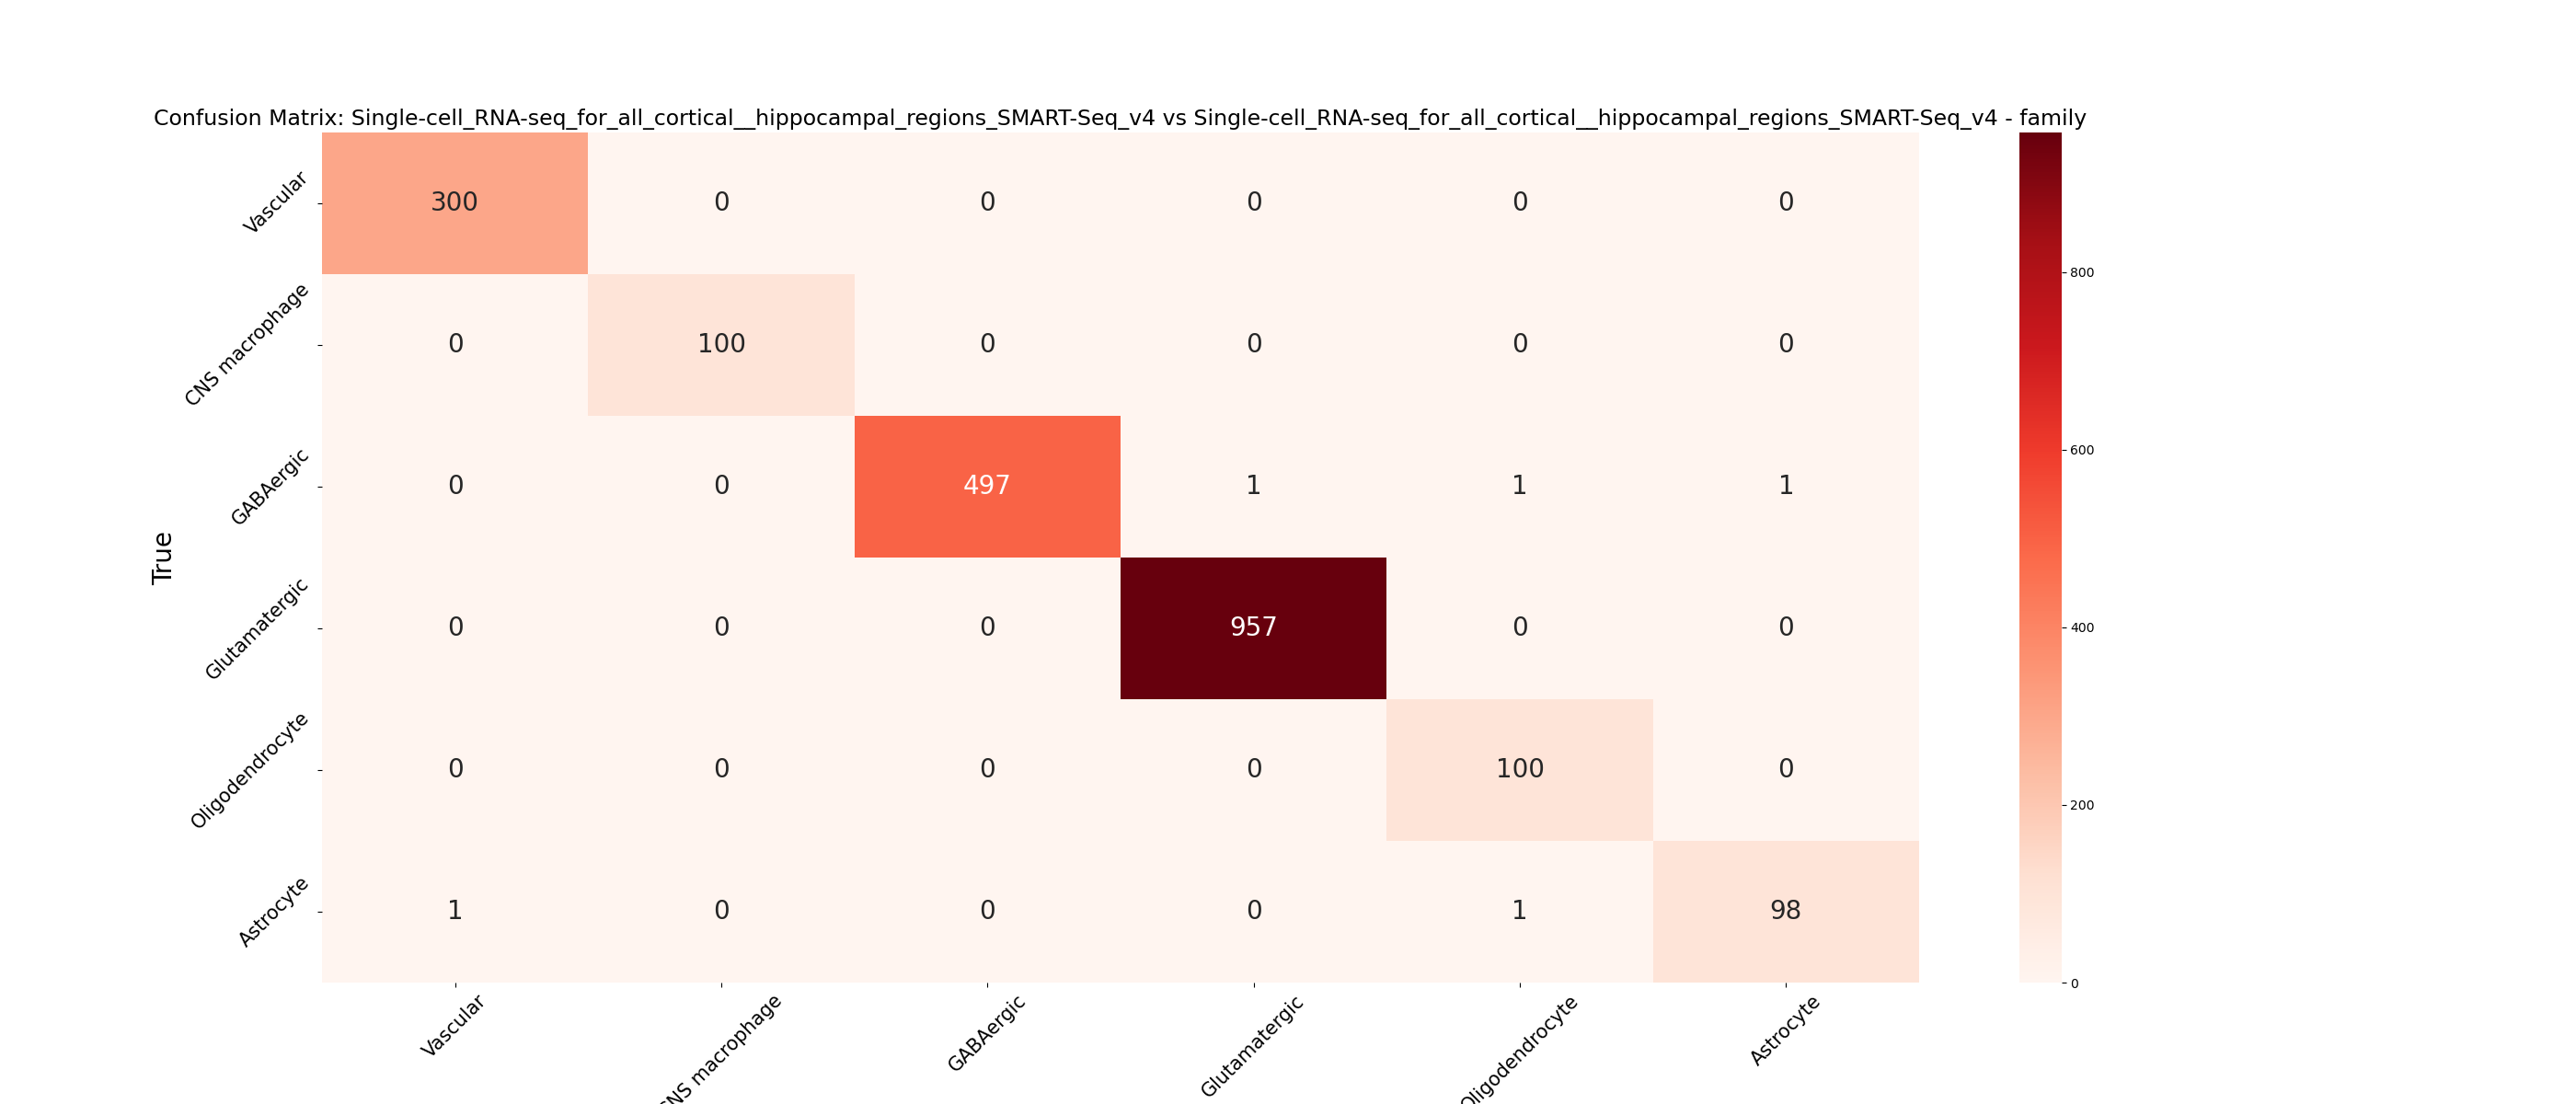 Confusion Matrix: Single-cell_RNA-seq_for_all_cortical__hippocampal_regions_SMART-Seq_v4 vs Single-cell_RNA-seq_for_all_cortical__hippocampal_regions_SMART-Seq_v4 - family
Vascular 300 0 0 0 0 0
CNS macrophage 0 100 0 0 0 0
GABAergic 0 0 497 1 1 1
Glutamatergic 0 0 0 957 0 0
Oligodendrocyte 0 0 0 0 100 0
Astrocyte 1 0 0 0 1 98
True
Vascular CNS macrophage GABAergic Glutamatergic Oligodendrocyte Astrocyte
800
600
400
200
0